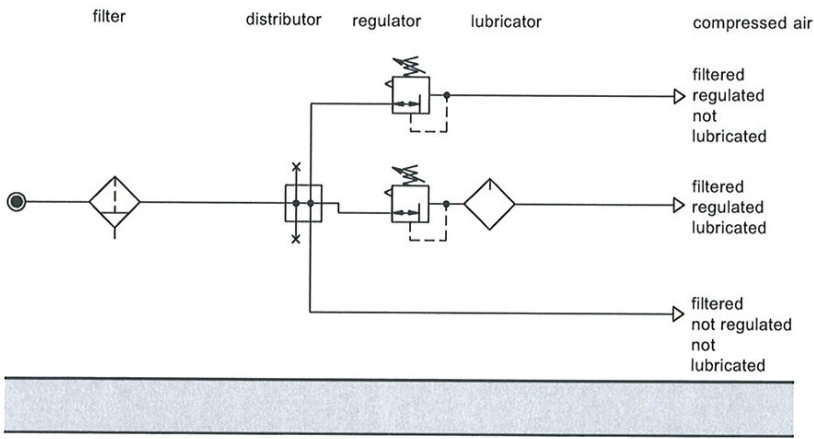 filter
distributor
regulator
lubricator
compressed air
filtered
regulated
not
lubricated
filtered
regulated
lubricated
filtered
not regulated
not
lubricated